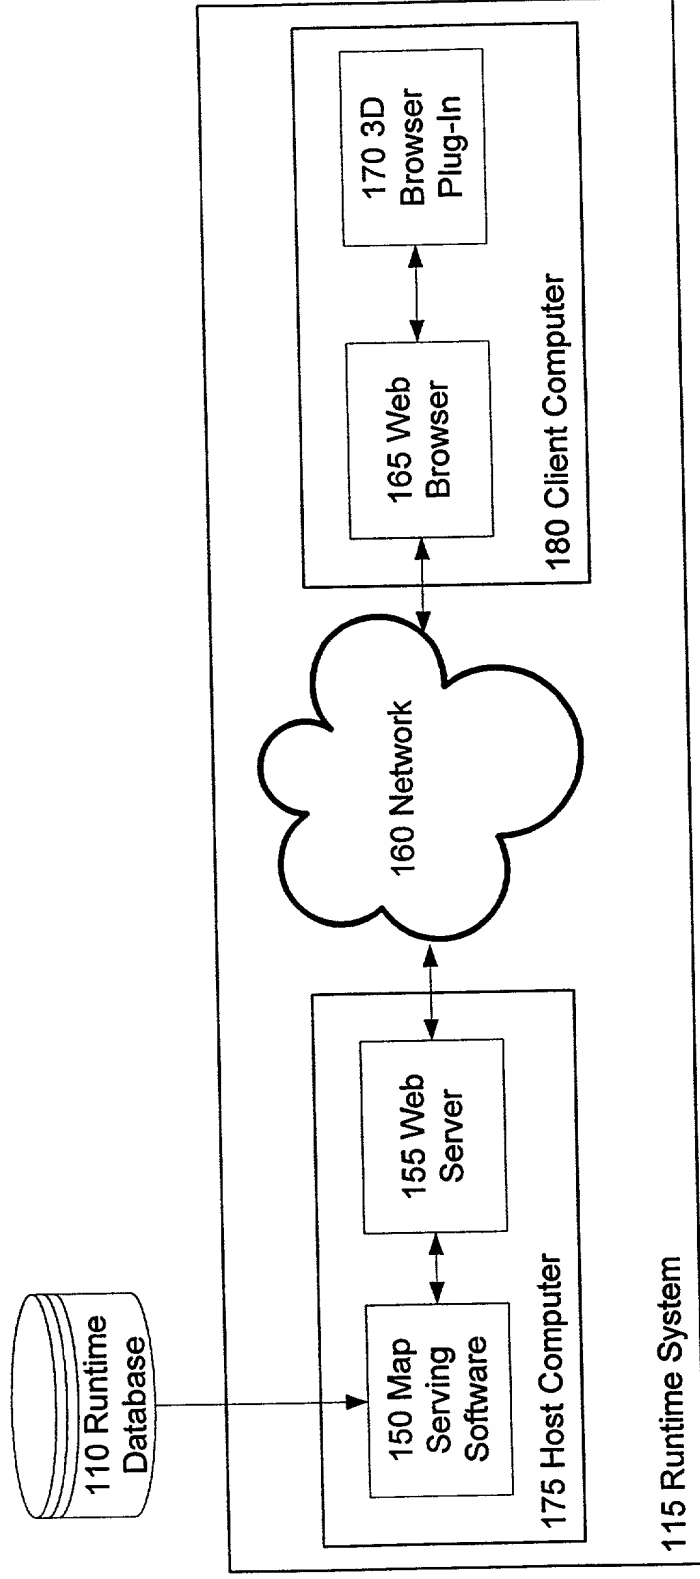 110 Runtime
Database
150 Map
Serving
Software
155 Web
Server
175 Host Computer
160 Network
165 Web
Browser
170 3D
Browser
Plug-In
180 Client Computer
115 Runtime System